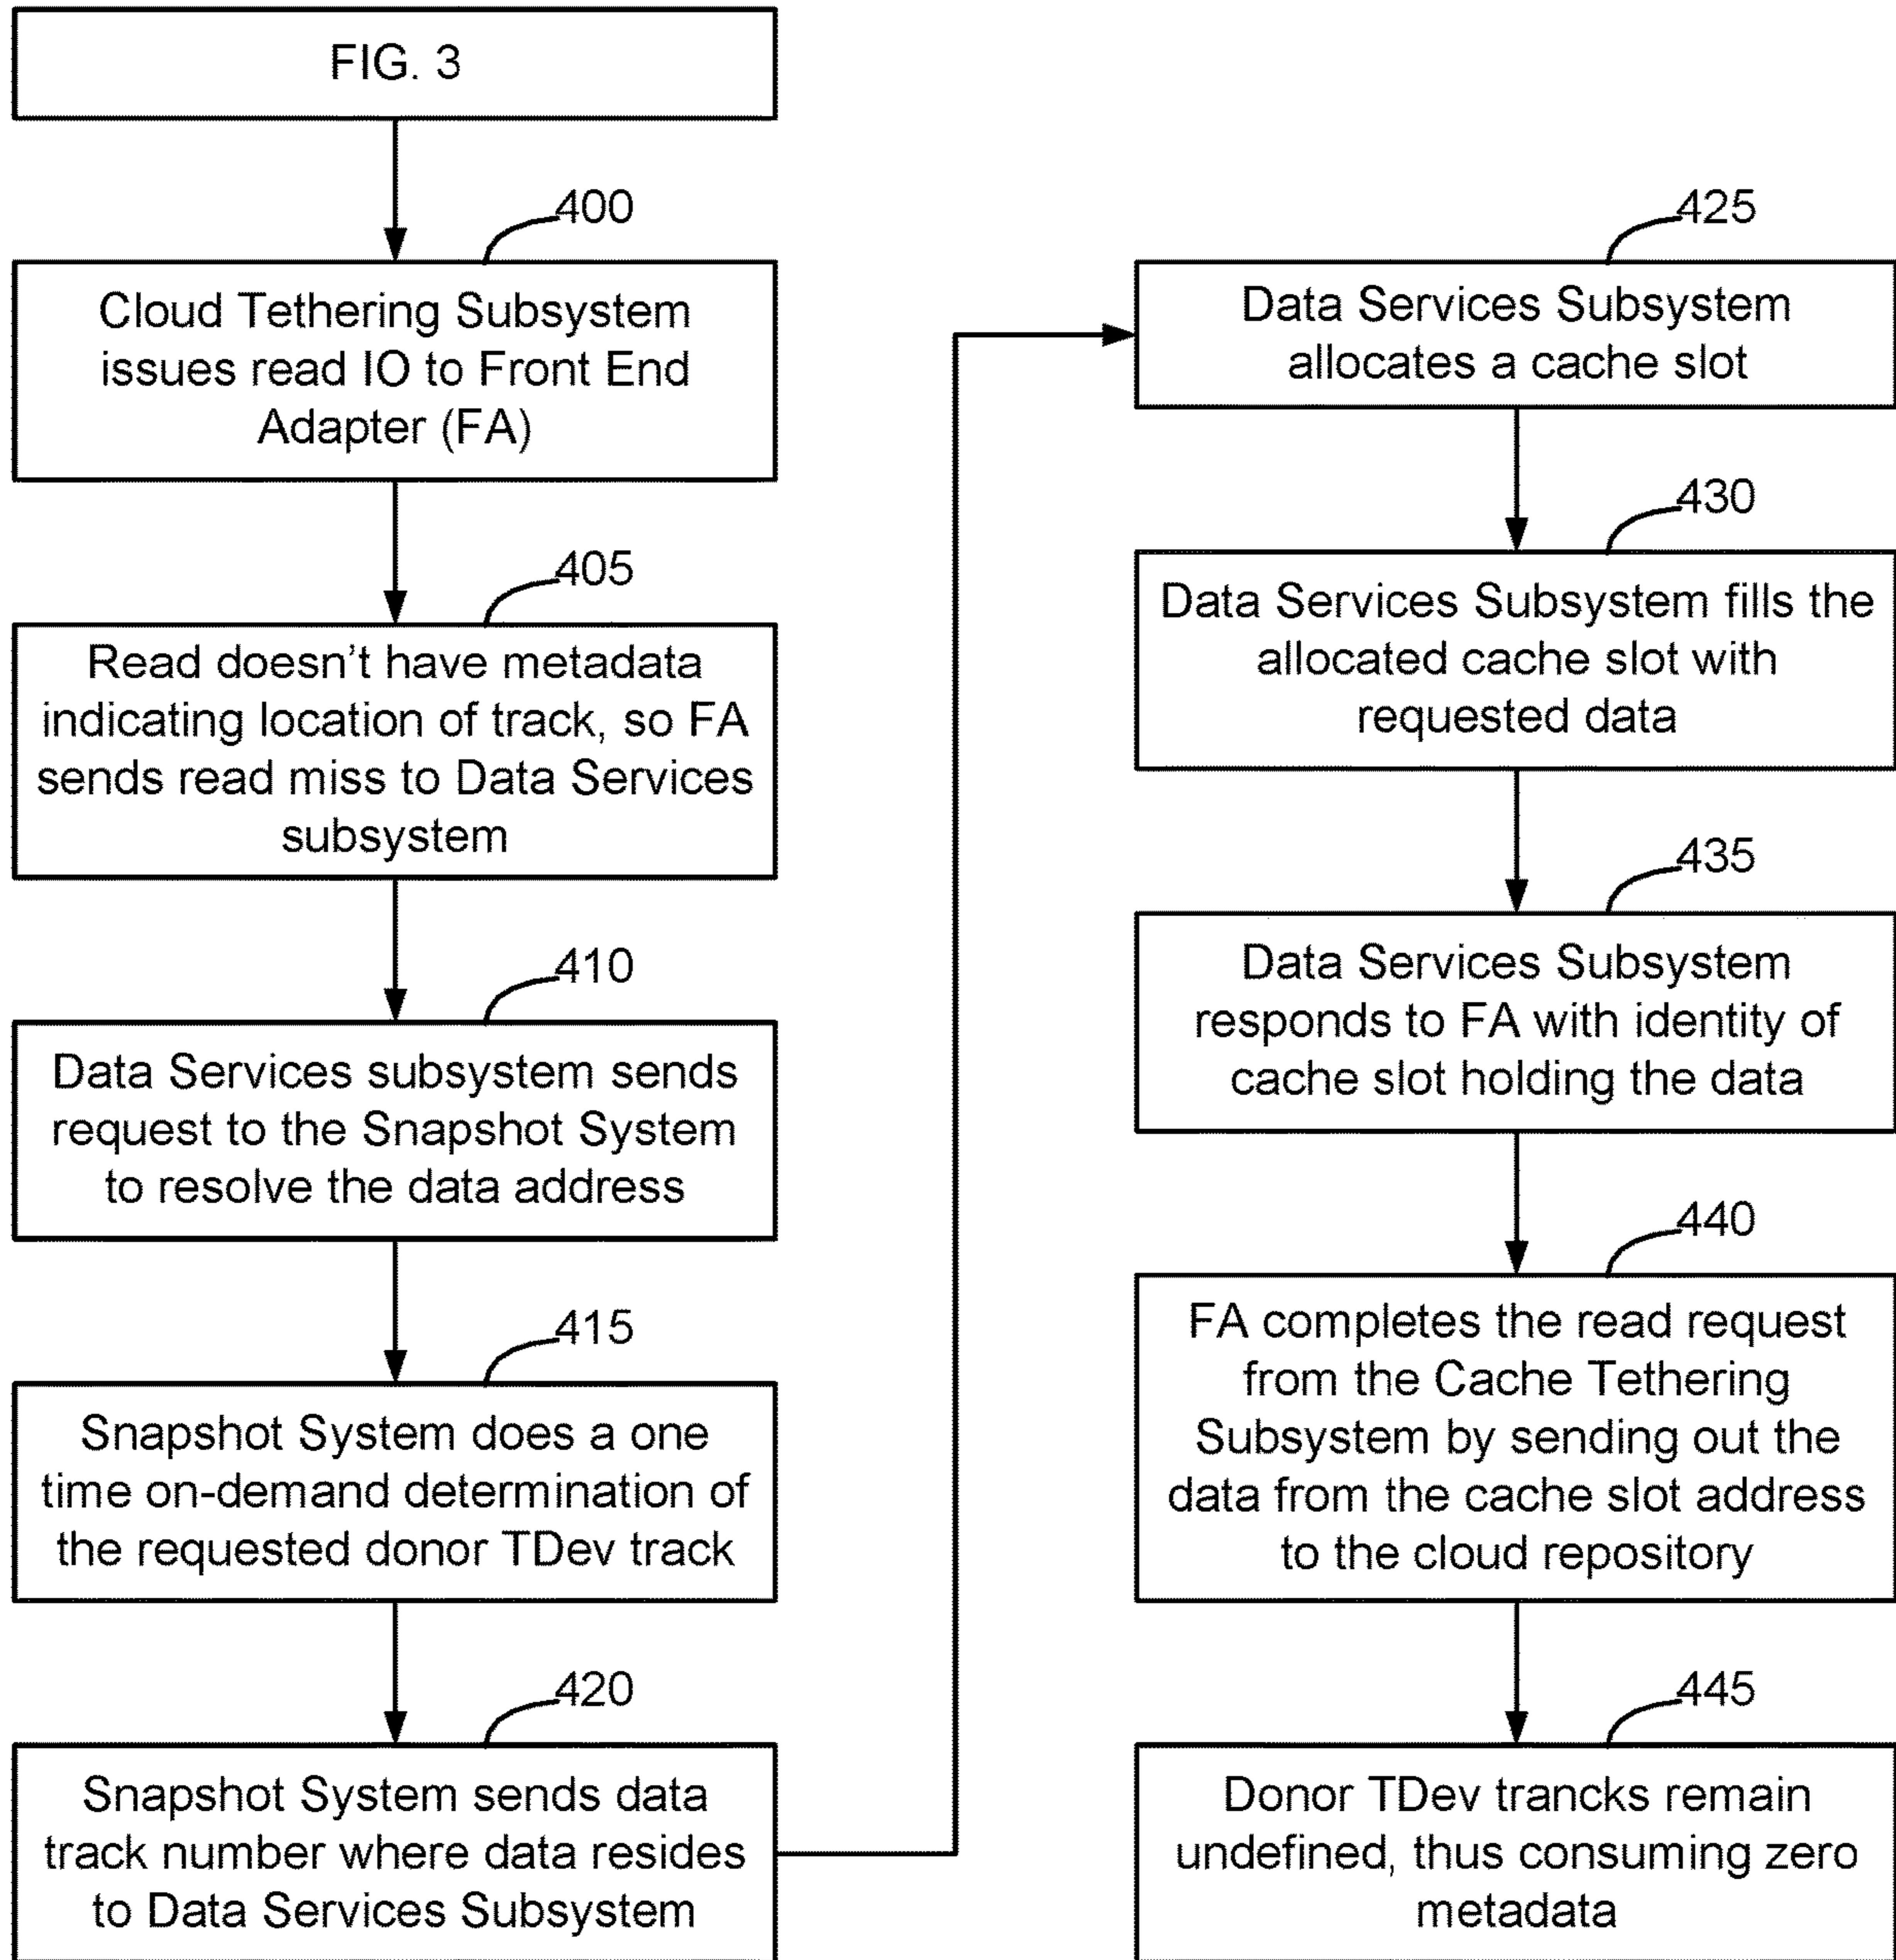 FIG. 3
400
Cloud Tethering Subsystem
issues read IO to Front End
Adapter (FA)
405
Read doesn't have metadata
indicating location of track, so FA
sends read miss to Data Services
subsystem
410
Data Services subsystem sends
request to the Snapshot System
to resolve the data address
415
Snapshot System does a one
time on-demand determination of
the requested donor TDev track
420
Snapshot System sends data
track number where data resides
to Data Services Subsystem
425
Data Services Subsystem
allocates a cache slot
430
Data Services Subsystem fills the
allocated cache slot with
requested data
435
Data Services Subsystem
responds to FA with identity of
cache slot holding the data
440
FA completes the read request
from the Cache Tethering
Subsystem by sending out the
data from the cache slot address
to the cloud repository
445
Donor TDev trancks remain
undefined, thus consuming zero
metadata